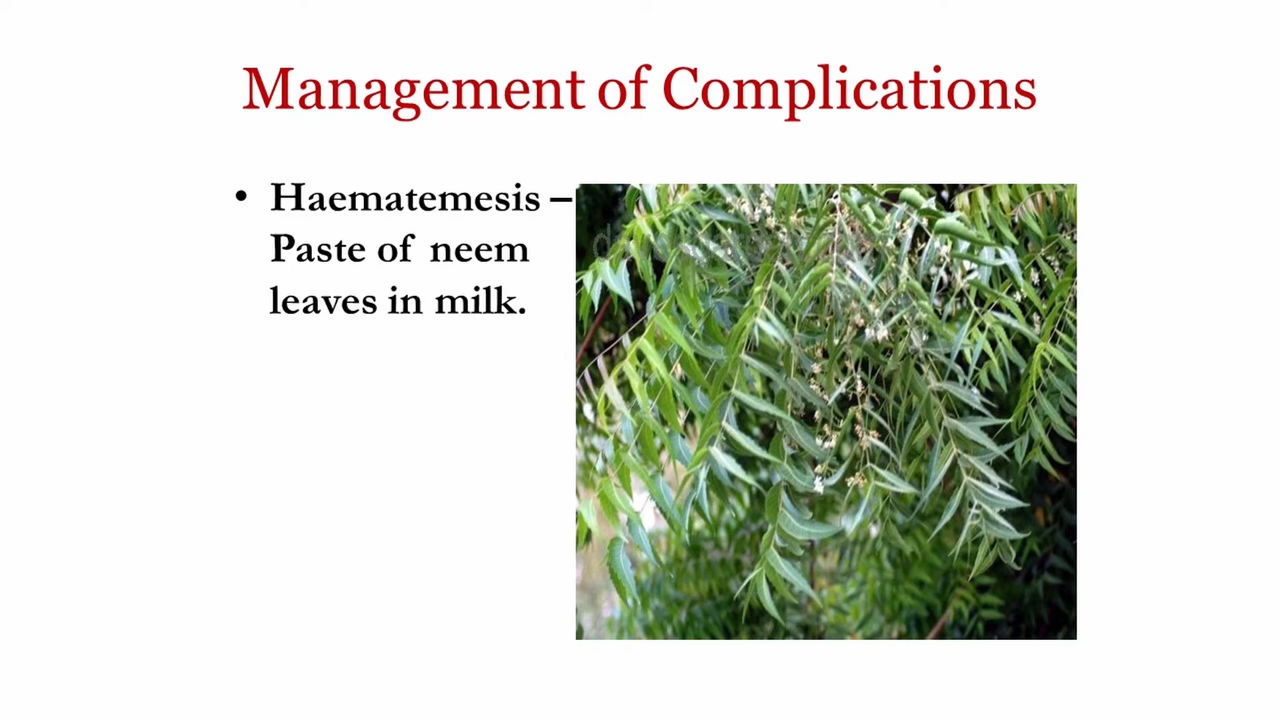 Management of Complications
• Haematemesis –
Paste of neem
leaves in milk.